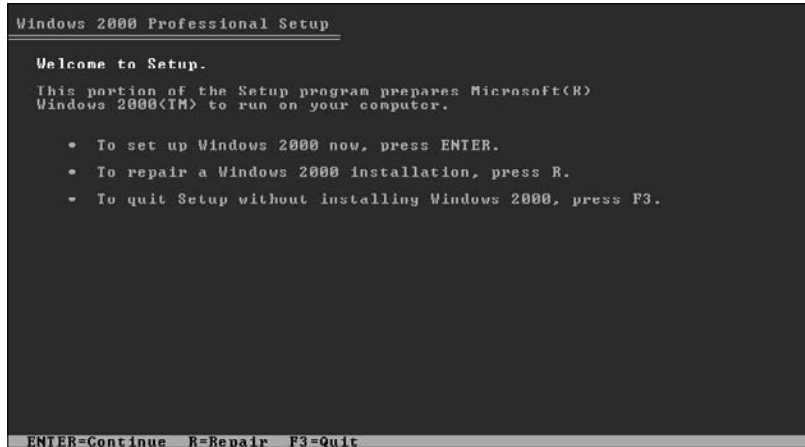 Windows 2000 Professional Setup
Welcome to Setup.
This portion of the Setup program prepares Microsoft(R)
Windows 2000(TM) to run on your computer.
• To set up Windows 2000 now, press ENTER.
• To repair a Windows 2000 installation, press R.
• To quit Setup without installing Windows 2000, press F3.
ENTER=Continue R=Repair F3=Quit